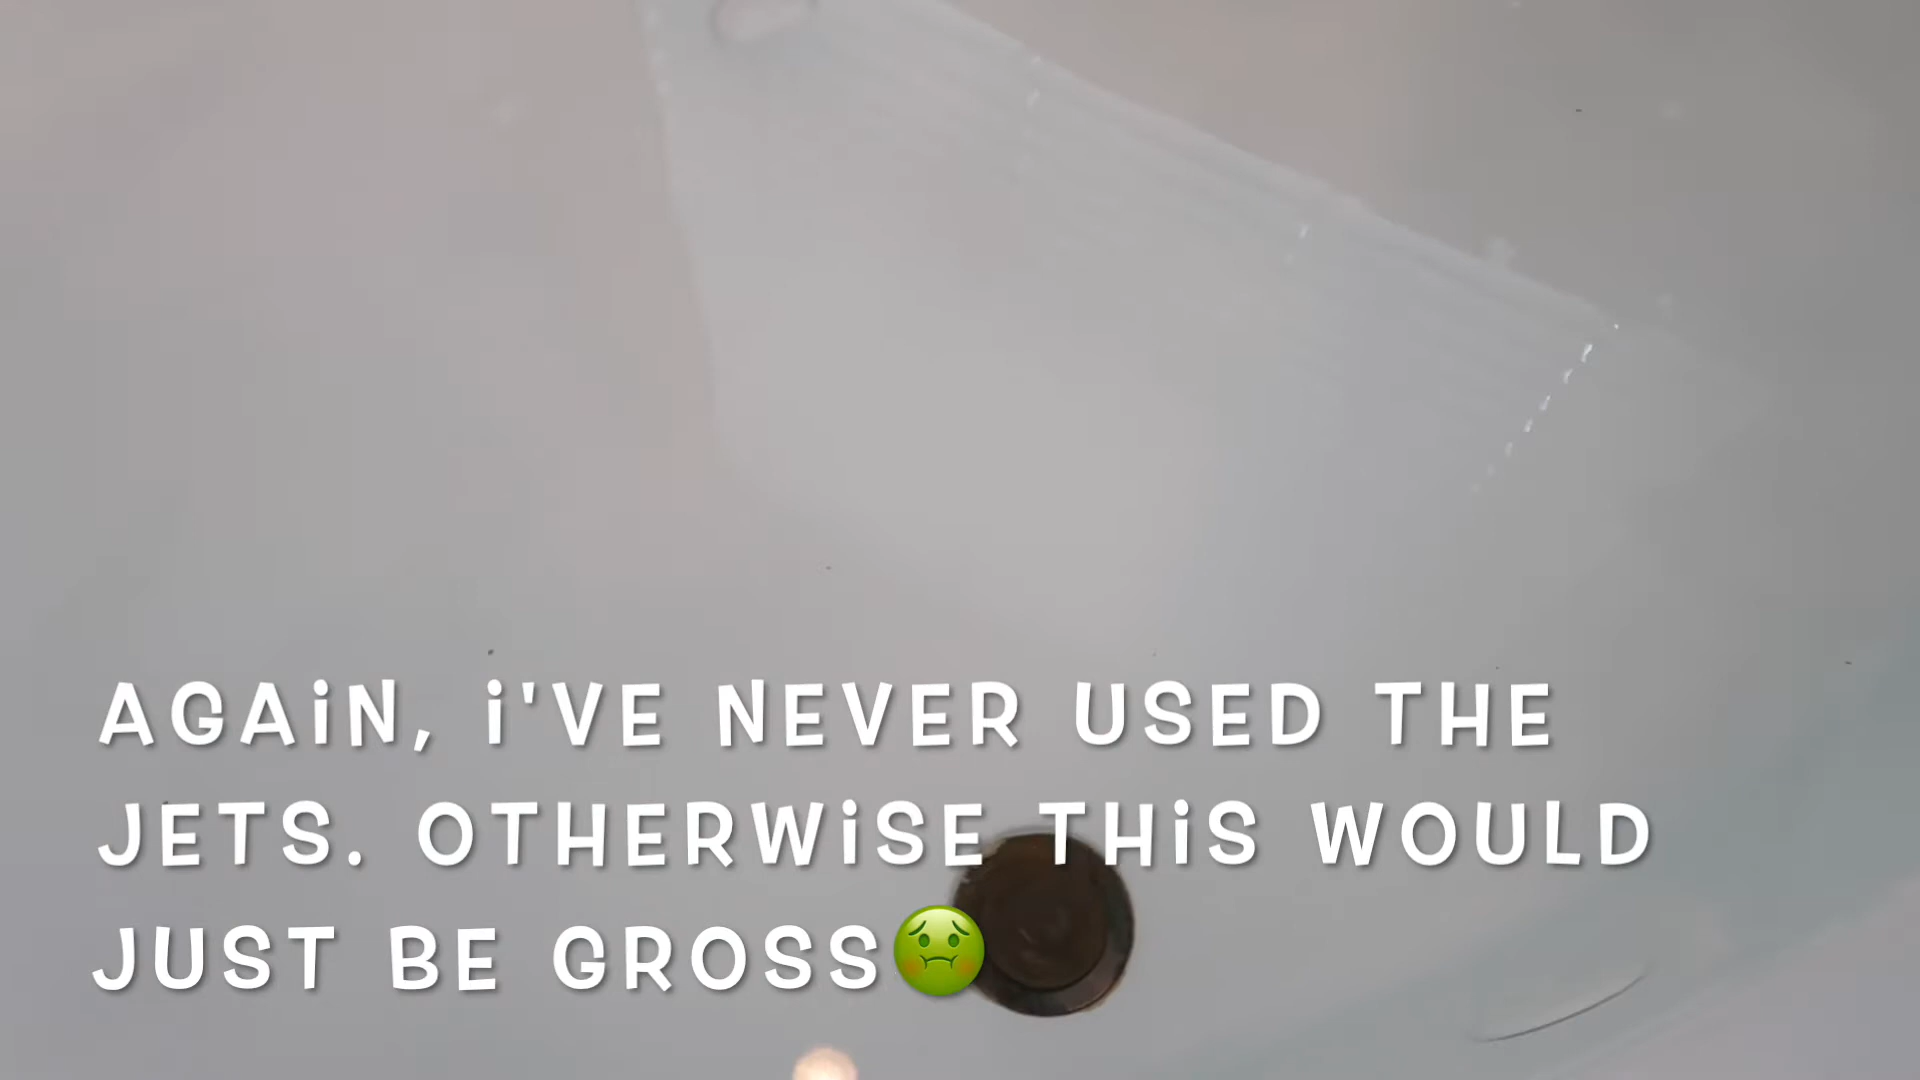 AGAiN, i'VE NEVER USED THE
JETS. OTHERWiSE THiS WOULD
JUST BE GROSS🤢